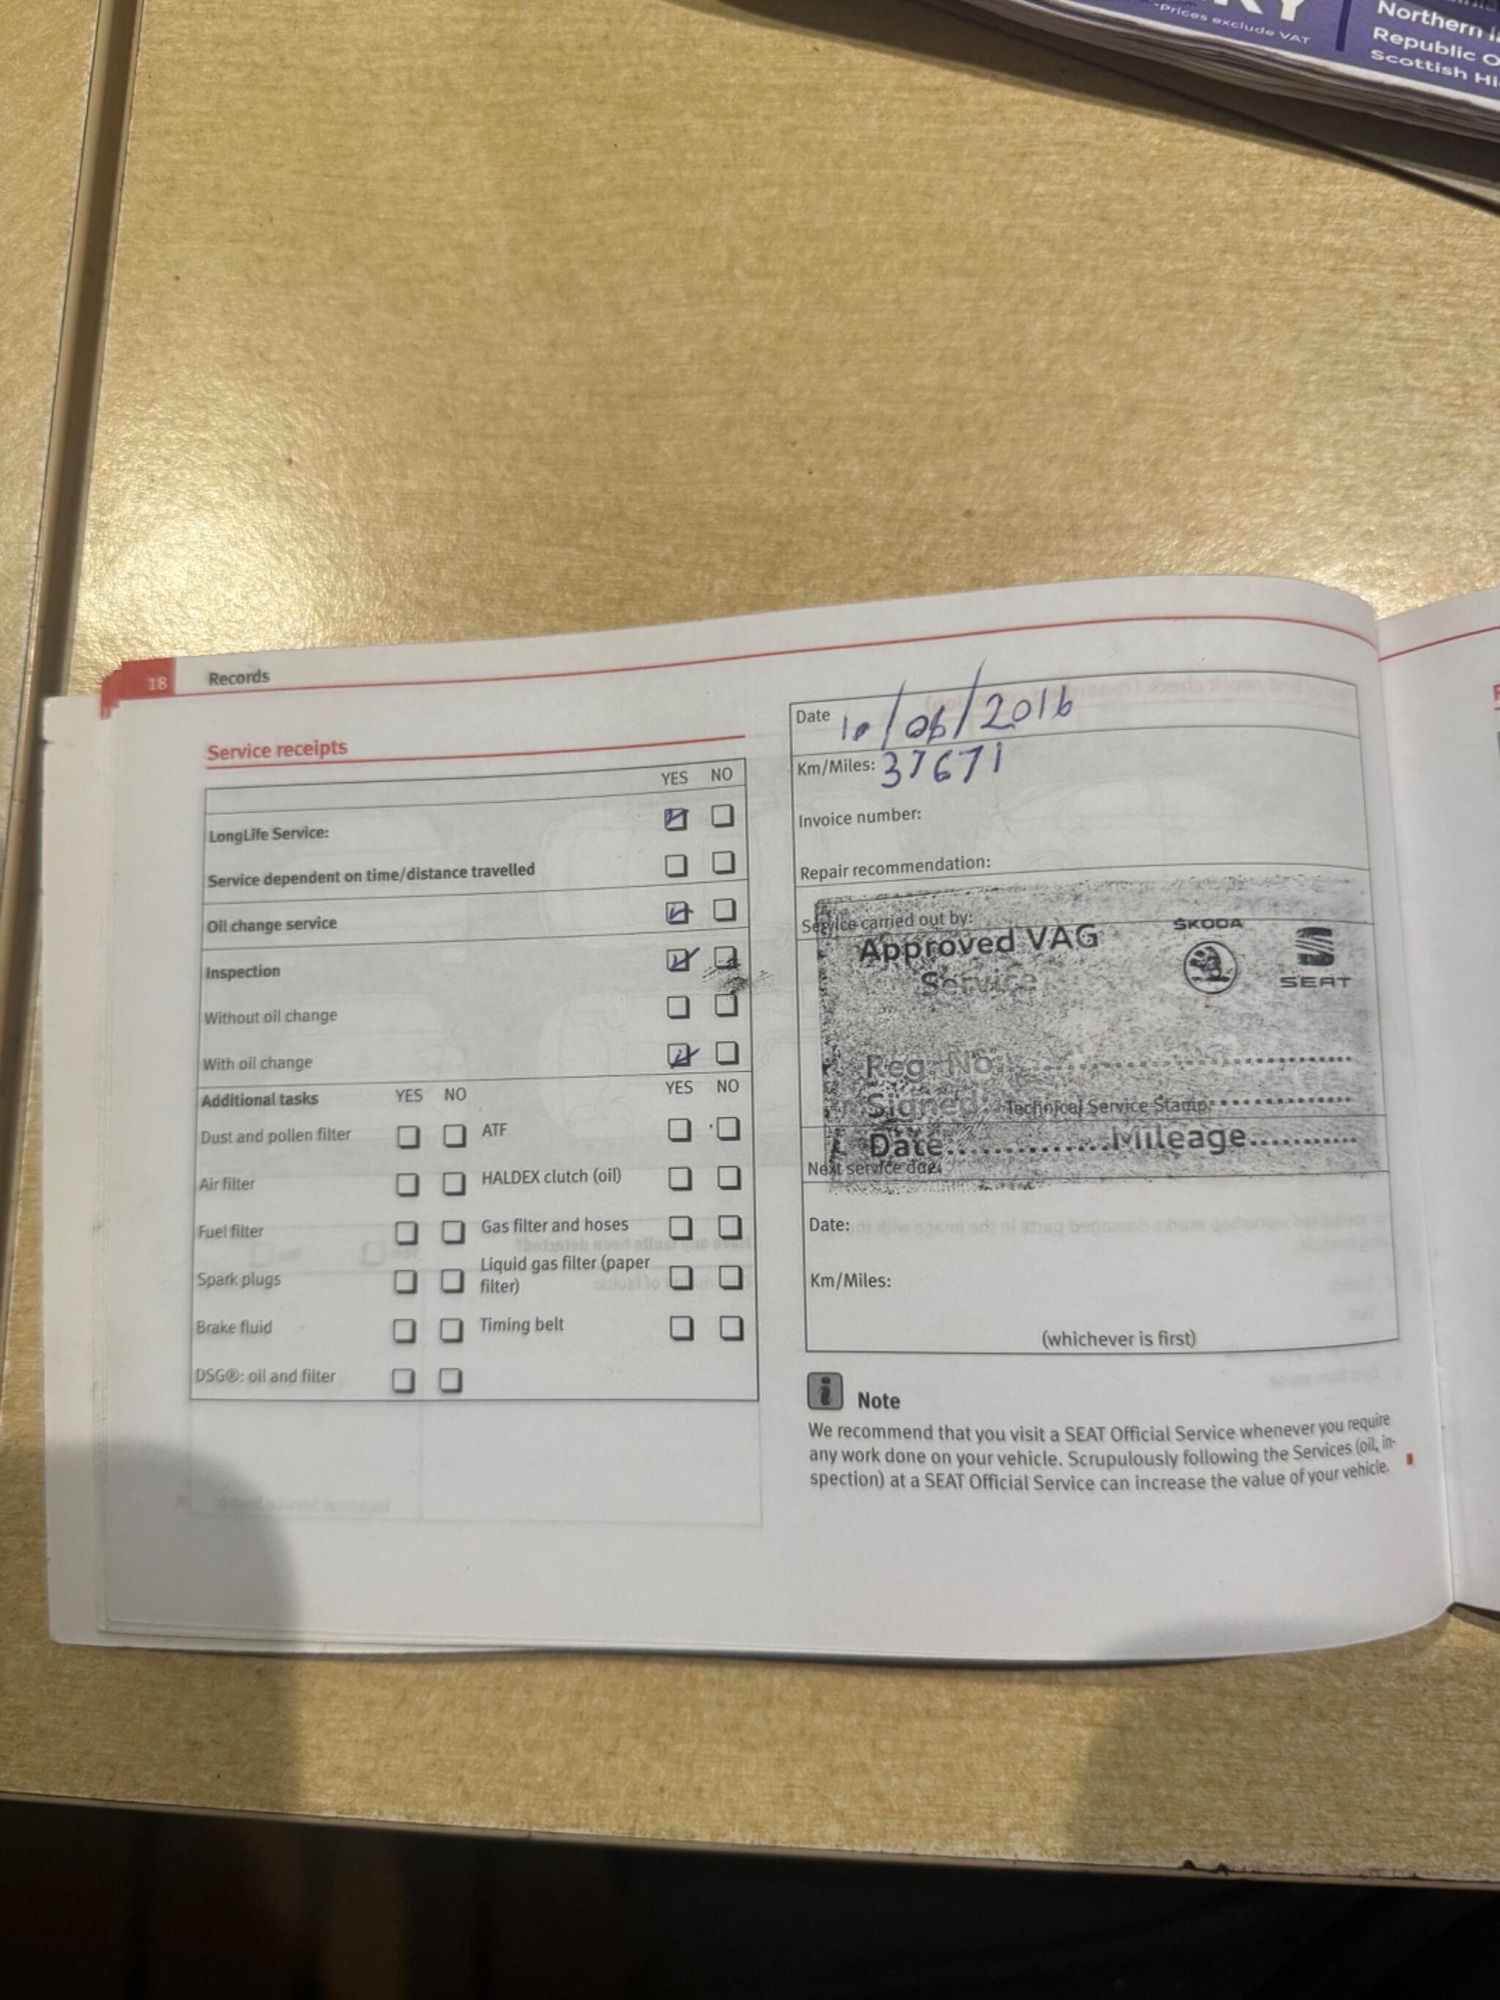 Prices exclude VAT
Northern
Republic O
Scottish Hi
18 Records
Service receipts
YES NO
LongLife Service:
Service dependent on time/distance travelled
Oil change service
Inspection
Without oil change
With oil change
Additional tasks YES NO YES NO
Dust and pollen filter ATF
Air filter HALDEX clutch (oil)
Fuel filter Gas filter and hoses
Spark plugs Liquid gas filter (paper
filter)
Brake fluid Timing belt
DSG®: oil and filter
Date 10/06/2016
Km/Miles: 37671
Invoice number:
Repair recommendation:
Service carried out by:
Approved VAG
Service
ŠKODA
SEAT
Reg. No:
Signed:
Technical Service Stamp
Date..............Mileage...........
Next service due:
Date:
Km/Miles:
(whichever is first)
i Note
We recommend that you visit a SEAT Official Service whenever you require
any work done on your vehicle. Scrupulously following the Services (oil, in-
spection) at a SEAT Official Service can increase the value of your vehicle.